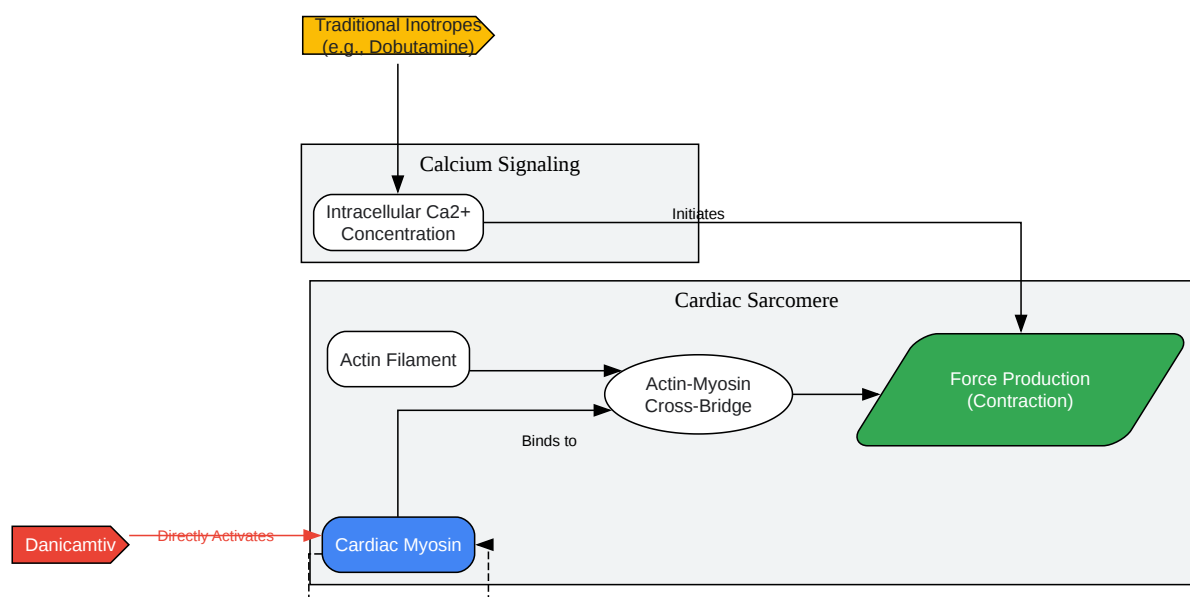 Traditional Inotropes
(e.g., Dobutamine)
Calcium Signaling
Intracellular Ca2+
Concentration
Initiates
Cardiac Sarcomere
Actin Filament
Actin-Myosin
Cross-Bridge
Force Production
(Contraction)
Binds to
Danicamtiv
Directly Activates
Cardiac Myosin